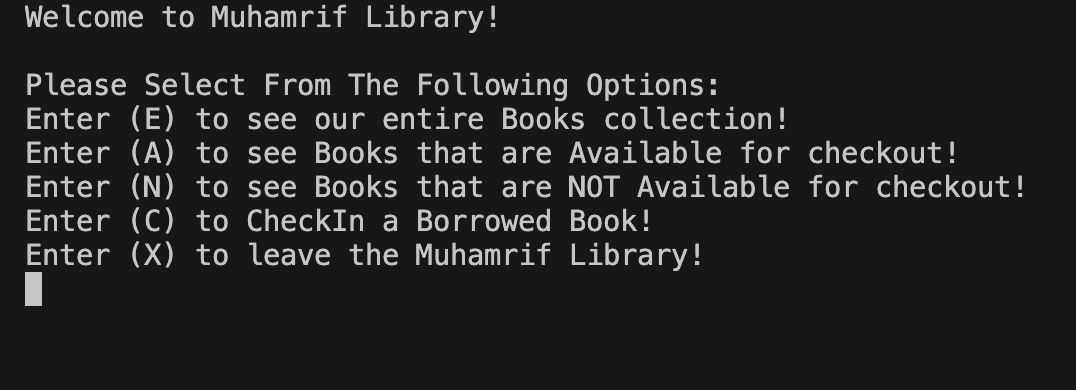 Welcome to Muhamrif Library!
Please Select From The Following Options:
Enter (E) to see our entire Books collection!
Enter (A) to see Books that are Available for checkout!
Enter (N) to see Books that are NOT Available for checkout!
Enter (C) to CheckIn a Borrowed Book!
Enter (X) to leave the Muhamrif Library!